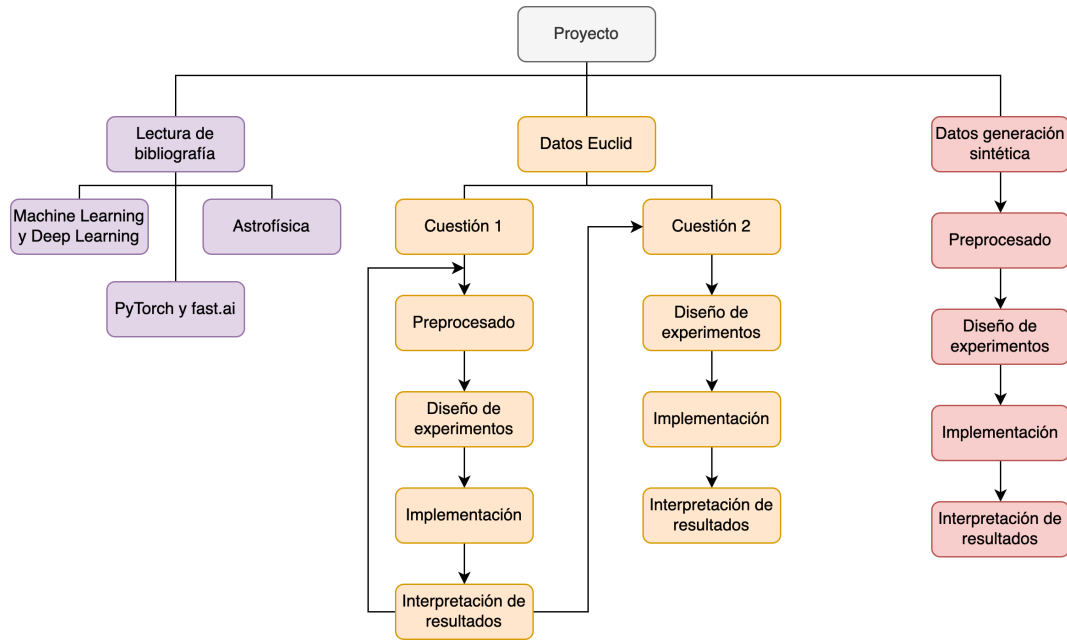 Proyecto
Lectura de
bibliografía
Machine Learning
y Deep Learning
Astrofísica
PyTorch y fast.ai
Datos Euclid
Cuestión 1
Preprocesado
Diseño de
experimentos
Implementación
Interpretación de
resultados
Cuestión 2
Diseño de
experimentos
Implementación
Interpretación de
resultados
Datos generación
sintética
Preprocesado
Diseño de
experimentos
Implementación
Interpretación de
resultados